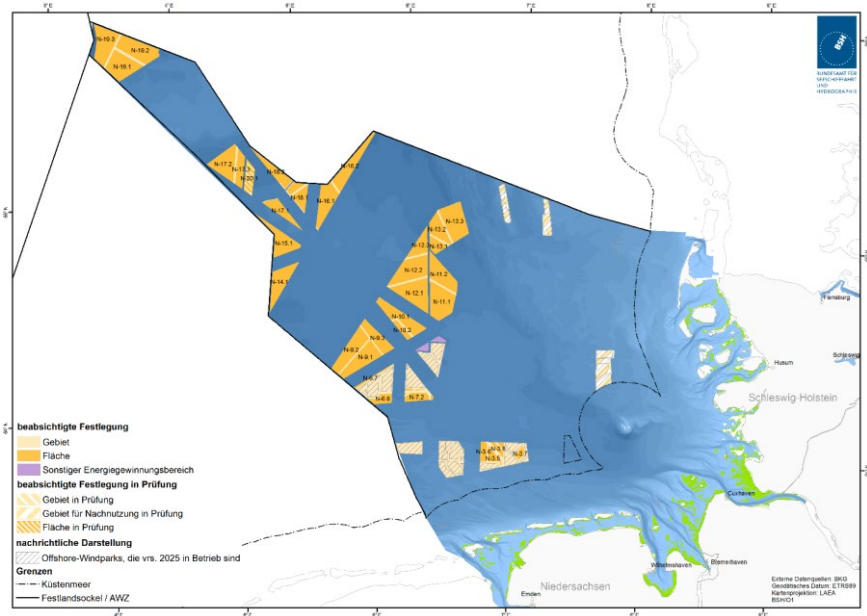 BSH
BUNDESAMT FÜR
SEESCHIFFFAHRT
UND
HYDROGRAPHIE
N-19.3
N-19.2
N-19.1
N-17.2
N-17.3
N-20.1
N-18.2
N-18.1
N-17.1
N-16.2
N-16.1
N-15.1
N-14.1
N-13.3
N-13.2
N-13.1
N-12.3
N-12.2
N-12.1
N-11.2
N-11.1
N-10.1
N-10.2
N-9.3
N-9.2
N-9.1
N-6.7
N-6.6
N-7.2
N-3.8
N-3.6
N-3.5
N-3.7
Flensburg
Schleswig
Husum
Schleswig-Holstein
Cuxhaven
Wilhelmshaven
Bremerhaven
Emden
Niedersachsen
beabsichtigte Festlegung
Gebiet
Fläche
Sonstiger Energiegewinnungsbereich
beabsichtigte Festlegung in Prüfung
Gebiet in Prüfung
Gebiet für Nachnutzung in Prüfung
Fläche in Prüfung
nachrichtliche Darstellung
Offshore-Windparks, die vrs. 2025 in Betrieb sind
Grenzen
Küstenmeer
Festlandsockel / AWZ
Externe Datenquellen: BKG
Geodätisches Datum: ETRS89
Kartenprojektion: LAEA
BSH/O1